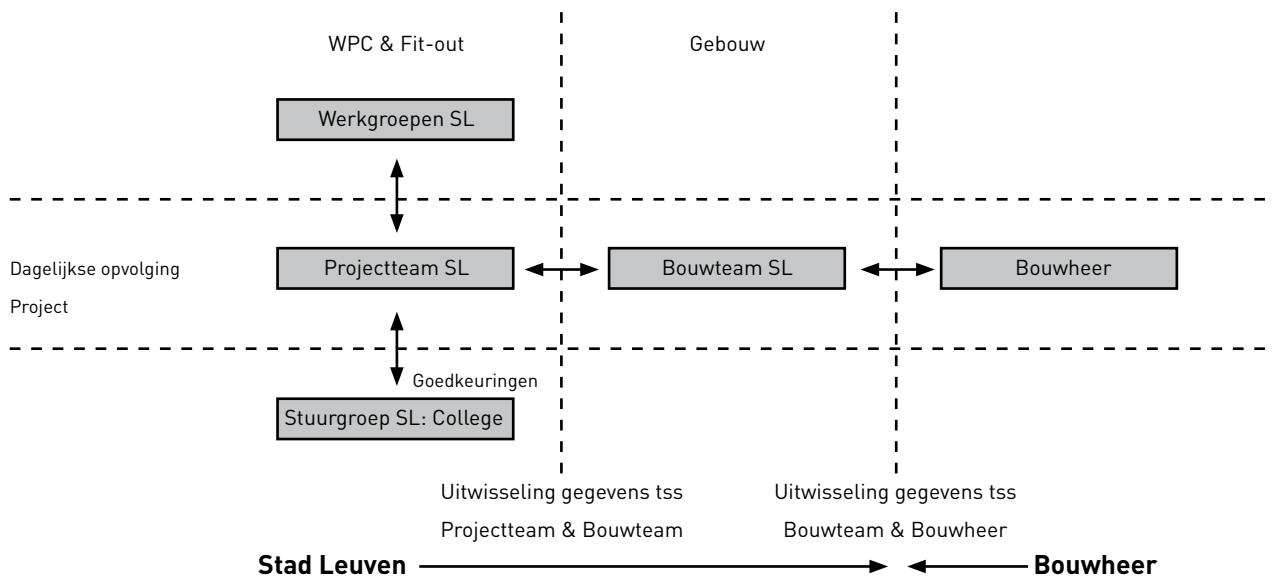 WPC & Fit-out
Gebouw
Werkgroepen SL
Dagelijkse opvolging
Project
Projectteam SL
Bouwteam SL
Bouwheer
Goedkeuringen
Stuurgroep SL: College
Uitwisseling gegevens tss
Projectteam & Bouwteam
Uitwisseling gegevens tss
Bouwteam & Bouwheer
Stad Leuven
Bouwheer